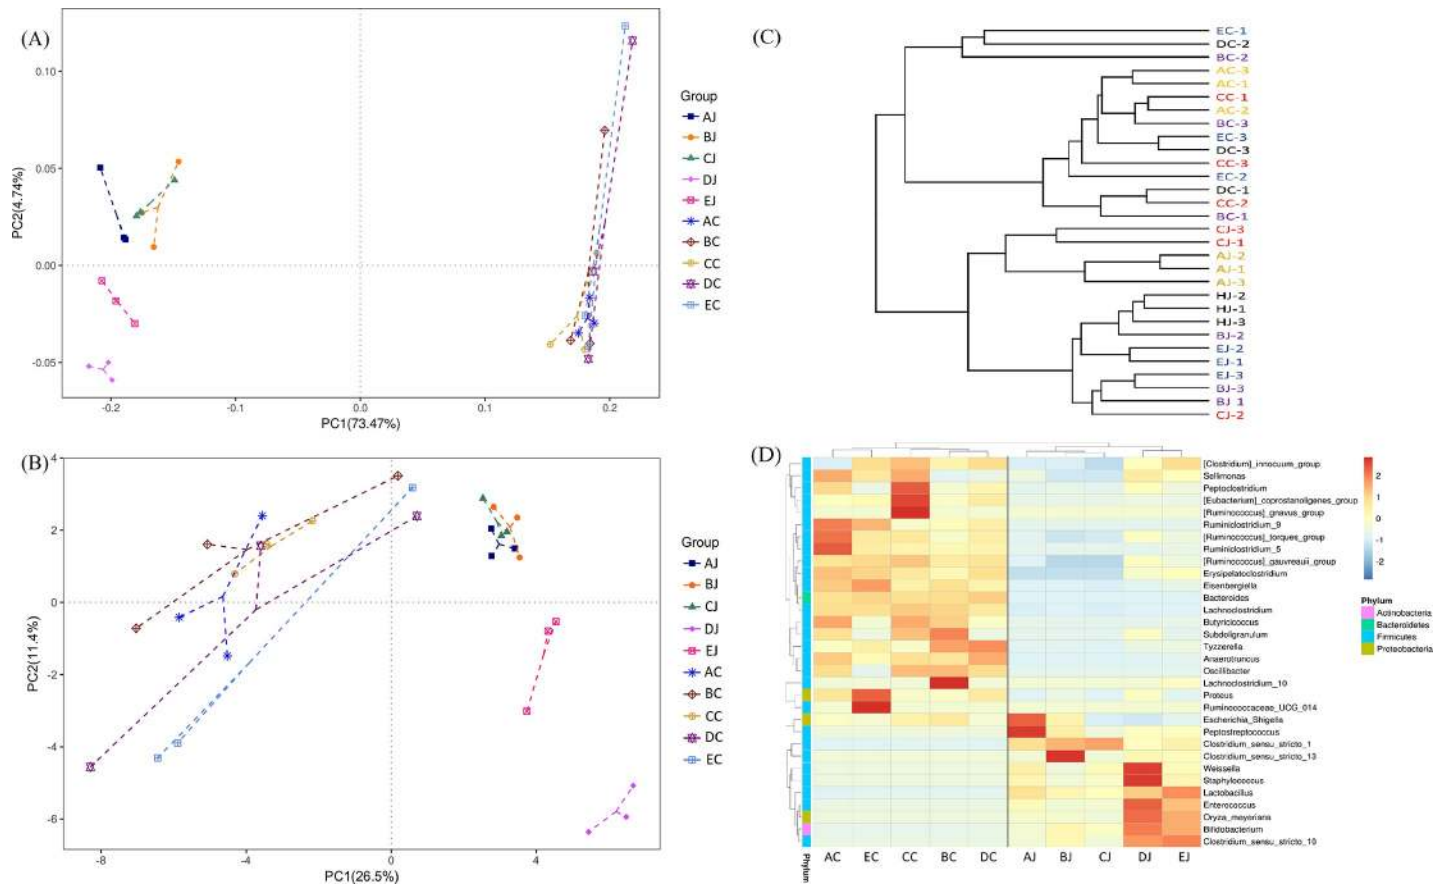 (A)
0.10
0.05
0.00
-0.05
PC2(4.74%)
-0.2
-0.1
0.0
0.1
0.2
PC1(73.47%)
Group
AJ
BJ
CJ
DJ
EJ
AC
BC
CC
DC
EC
(B)
4
2
0
-2
-4
-6
PC2(11.4%)
-8
-4
0
4
PC1(26.5%)
Group
AJ
BJ
CJ
DJ
EJ
AC
BC
CC
DC
EC
(C)
EC-1
DC-2
BC-2
AC-3
AC-1
CC-1
AC-2
BC-3
EC-3
DC-3
CC-3
EC-2
DC-1
CC-2
BC-1
CJ-3
CJ-1
AJ-2
AJ-1
AJ-3
HJ-2
HJ-1
HJ-3
BJ-2
EJ-2
EJ-1
EJ-3
BJ-3
BJ-1
CJ-2
(D)
[Clostridium]_innocuum_group
Sellimonas
Peptoclostridium
[Eubacterium]_coprostanoligenes_group
[Ruminococcus]_gnavus_group
Ruminiclostridium_9
[Ruminococcus]_torques_group
Ruminiclostridium_5
[Ruminococcus]_gauvreauii_group
Erysipelatoclostridium
Eisenbergiella
Bacteroides
Lachnoclostridium
Butyricicoccus
Subdoligranulum
Tyzzerella
Anaerotruncus
Oscillibacter
Lachnoclostridium_10
Proteus
Ruminococcaceae_UCG_014
Escherichia_Shigella
Peptostreptococcus
Clostridium_sensu_stricto_1
Clostridium_sensu_stricto_13
Weissella
Staphylococcus
Lactobacillus
Enterococcus
Oryza_meyeriana
Bifidobacterium
Clostridium_sensu_stricto_10
Phylum
AC
EC
CC
BC
DC
AJ
BJ
CJ
DJ
EJ
2
1
0
-1
-2
Phylum
Actinobacteria
Bacteroidetes
Firmicutes
Proteobacteria